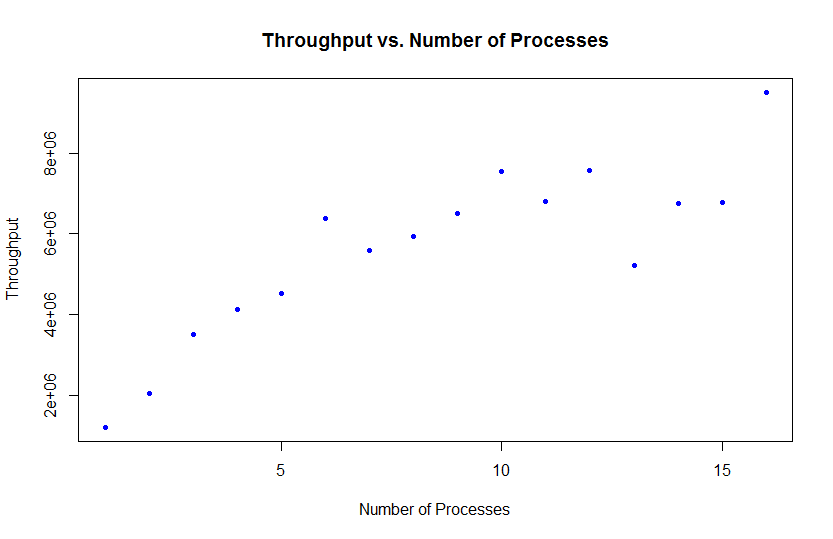 Throughput vs. Number of Processes
8e+06
6e+06
4e+06
2e+06
Throughput
5 10 15
Number of Processes